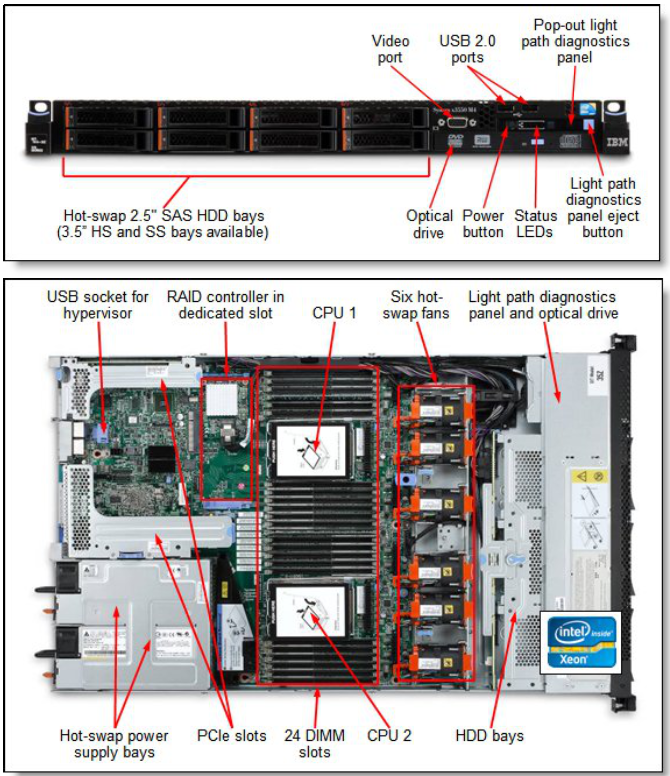 Video
port
USB 2.0
ports
Pop-out light
path diagnostics
panel
System x3550 M4
DVD
IBM
Hot-swap 2.5" SAS HDD bays
(3.5” HS and SS bays available)
Optical
drive
Power
button
Status
LEDs
Light path
diagnostics
panel eject
button
USB socket for
hypervisor
RAID controller in
dedicated slot
CPU 1
Six hot-
swap fans
Light path diagnostics
panel and optical drive
intel inside
Xeon
Hot-swap power
supply bays
PCIe slots
24 DIMM
slots
CPU 2
HDD bays